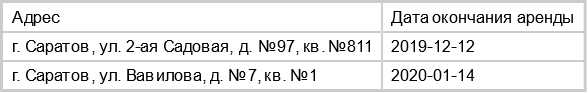 Адрес Дата окончания аренды
г. Саратов, ул. 2-ая Садовая, д. №97, кв. №811 2019-12-12
г. Саратов, ул. Вавилова, д. №7, кв. №1 2020-01-14